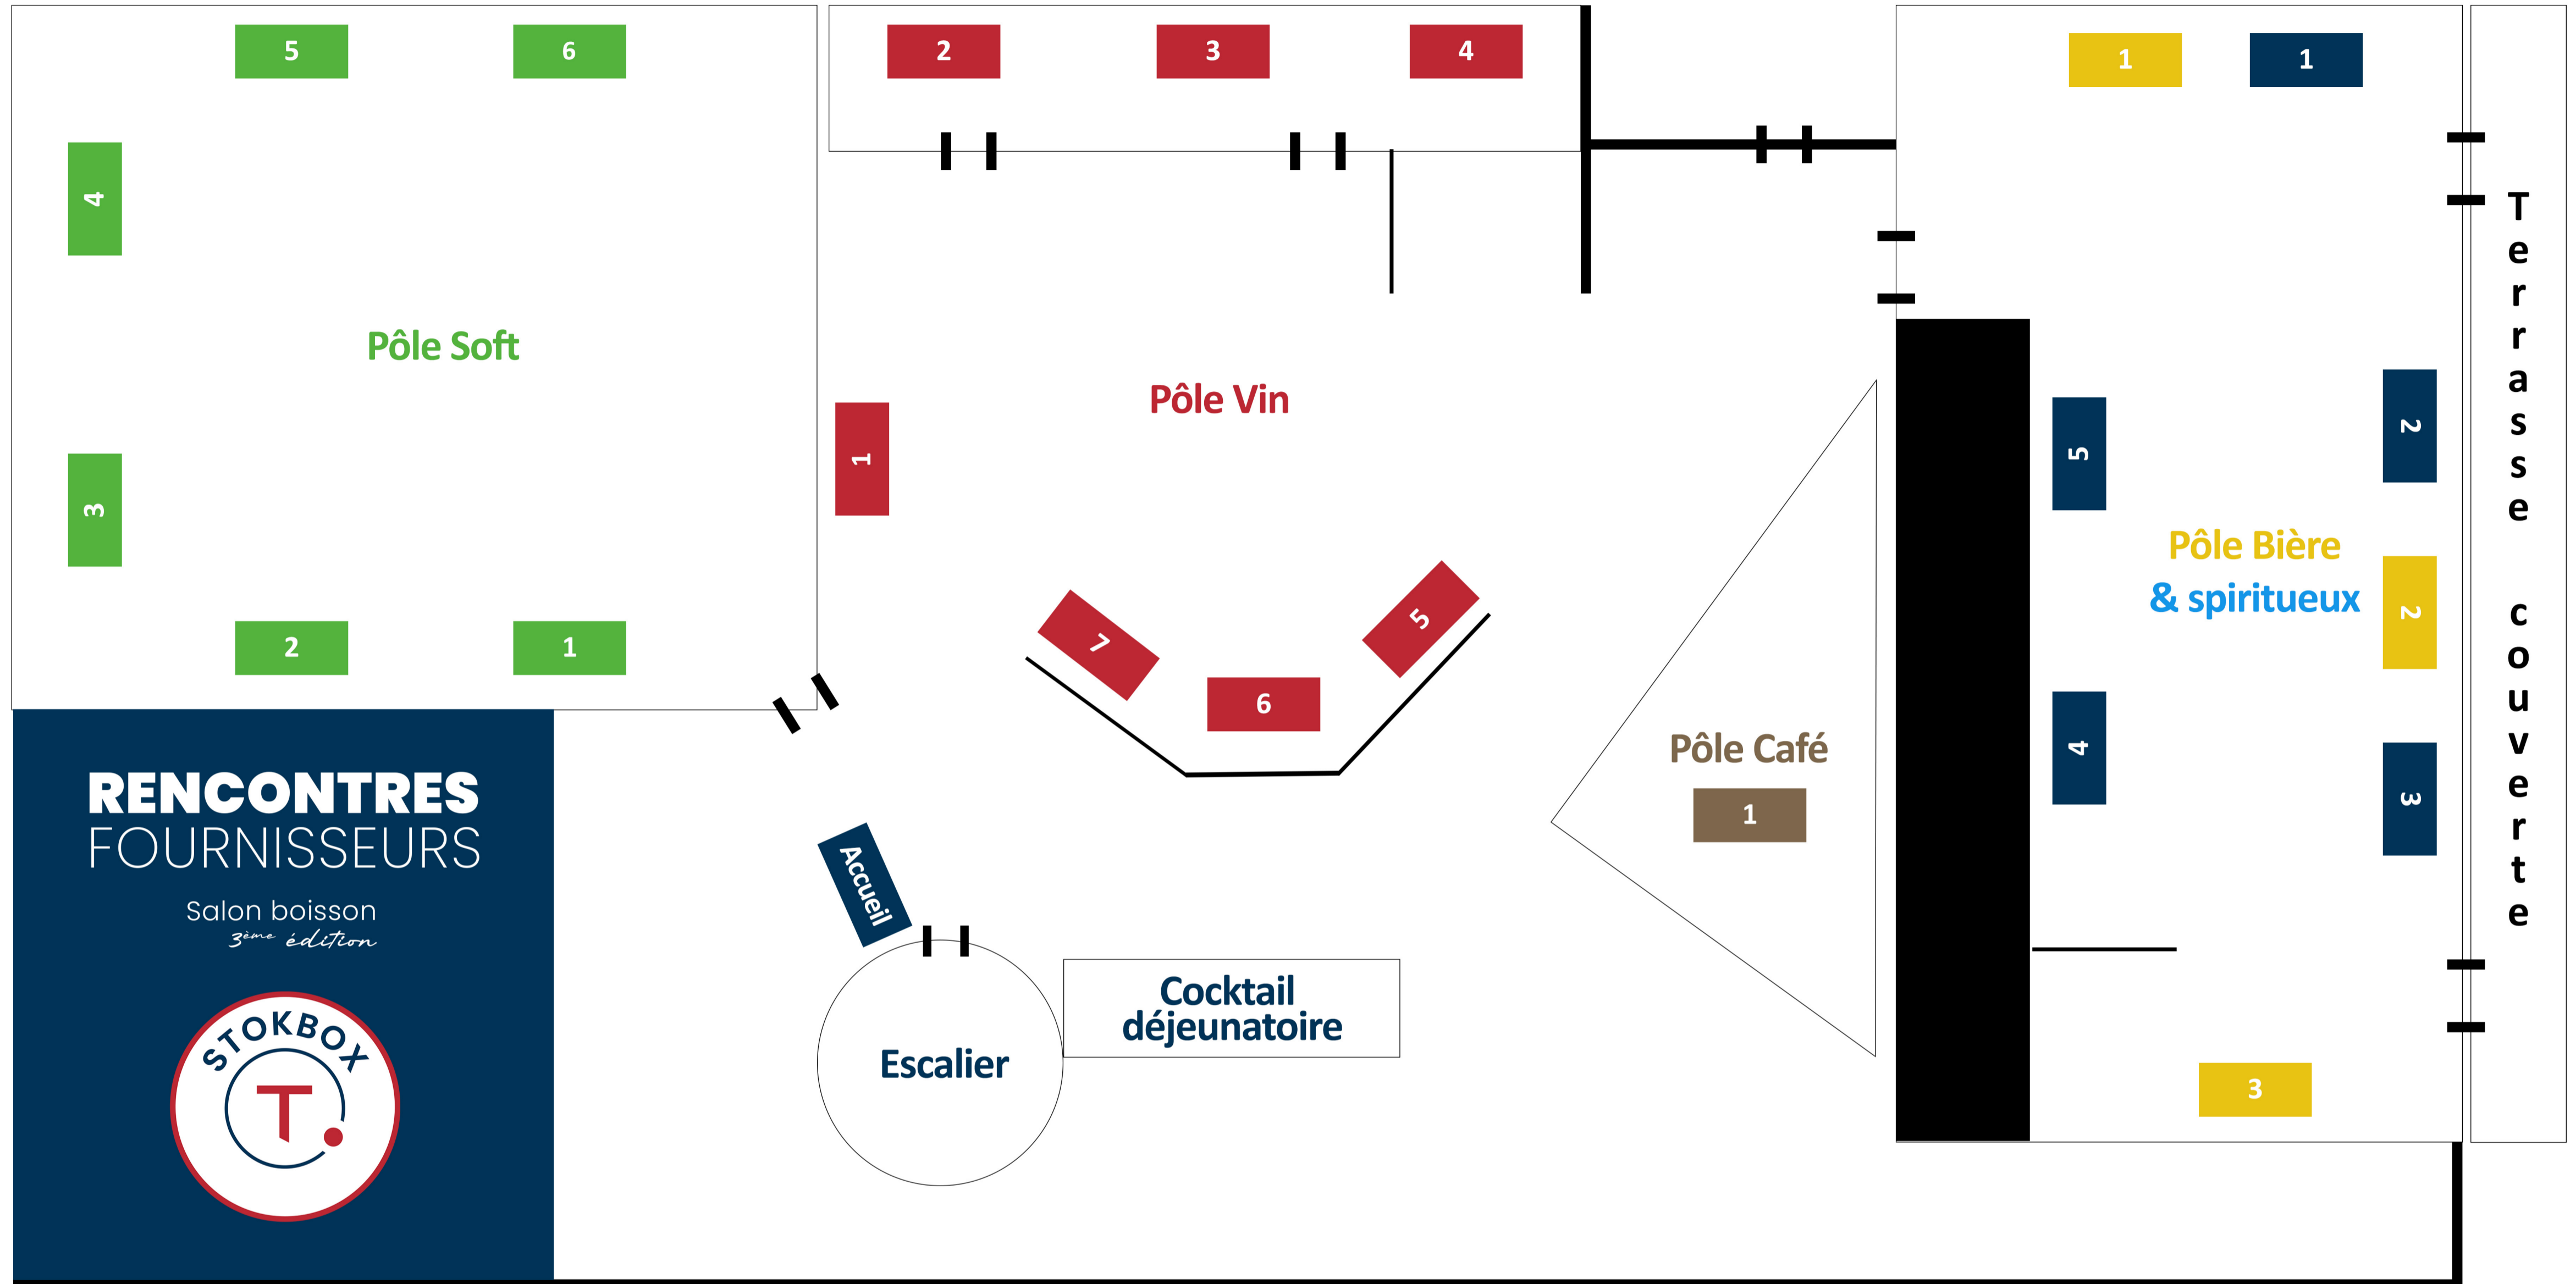 5
6
4
Pôle Soft
3
2
1
2
3
4
Pôle Vin
1
7
6
5
Pôle Café
1
1
1
5
2
Pôle Bière
& spiritueux
2
4
3
3
Terrasse couverte
RENCONTRES
FOURNISSEURS
Salon boisson
3ème édition
STOKBOX
T.
Accueil
Escalier
Cocktail
déjeunatoire